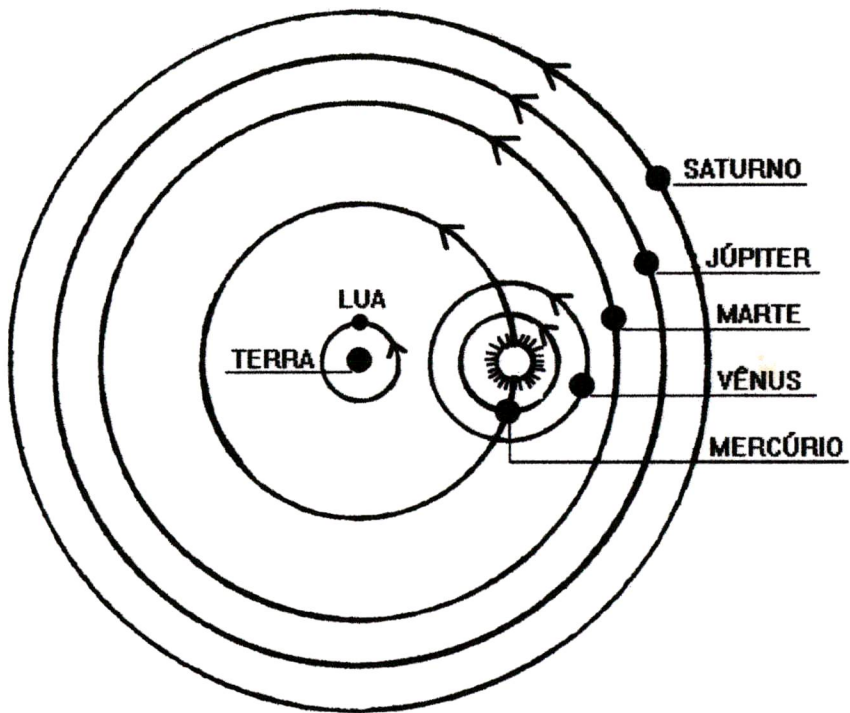 SATURNO
JÚPITER
LUA
MARTE
TERRA
VÊNUS
MERCÚRIO